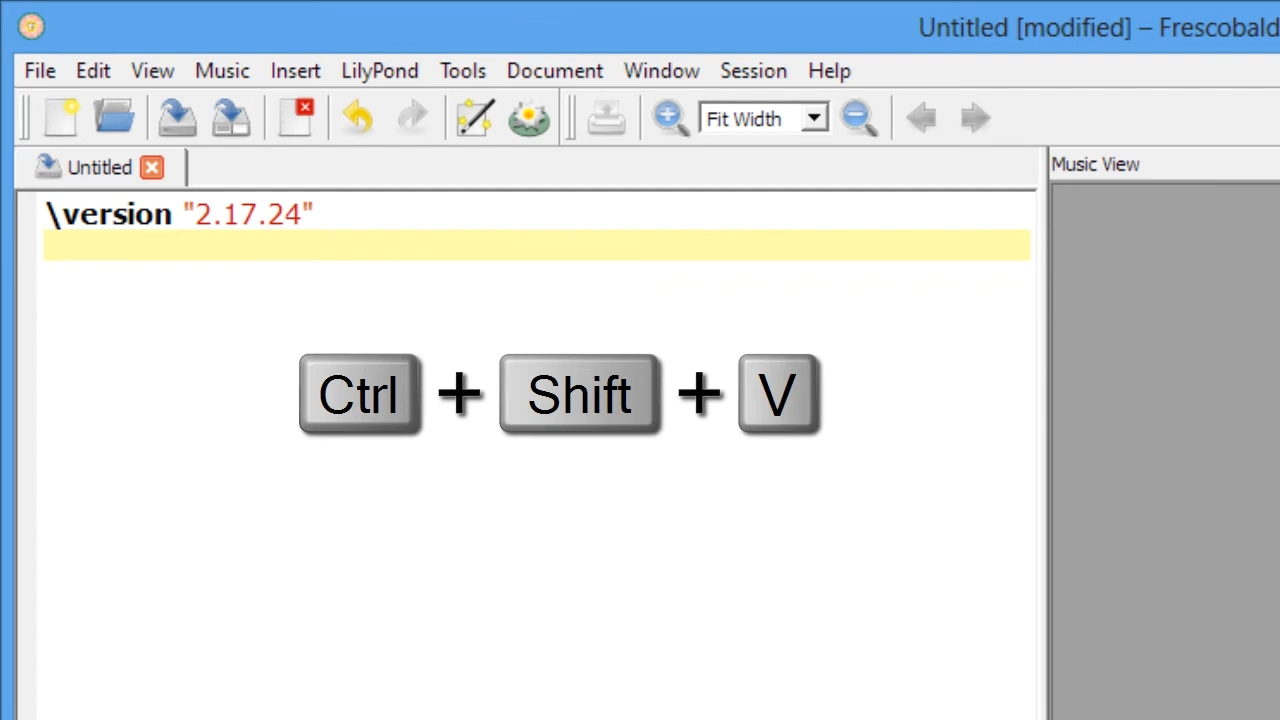 Untitled [modified] – Frescobald
File Edit View Music Insert LilyPond Tools Document Window Session Help
Fit Width
Untitled
Music View
\version "2.17.24"
Ctrl + Shift + V